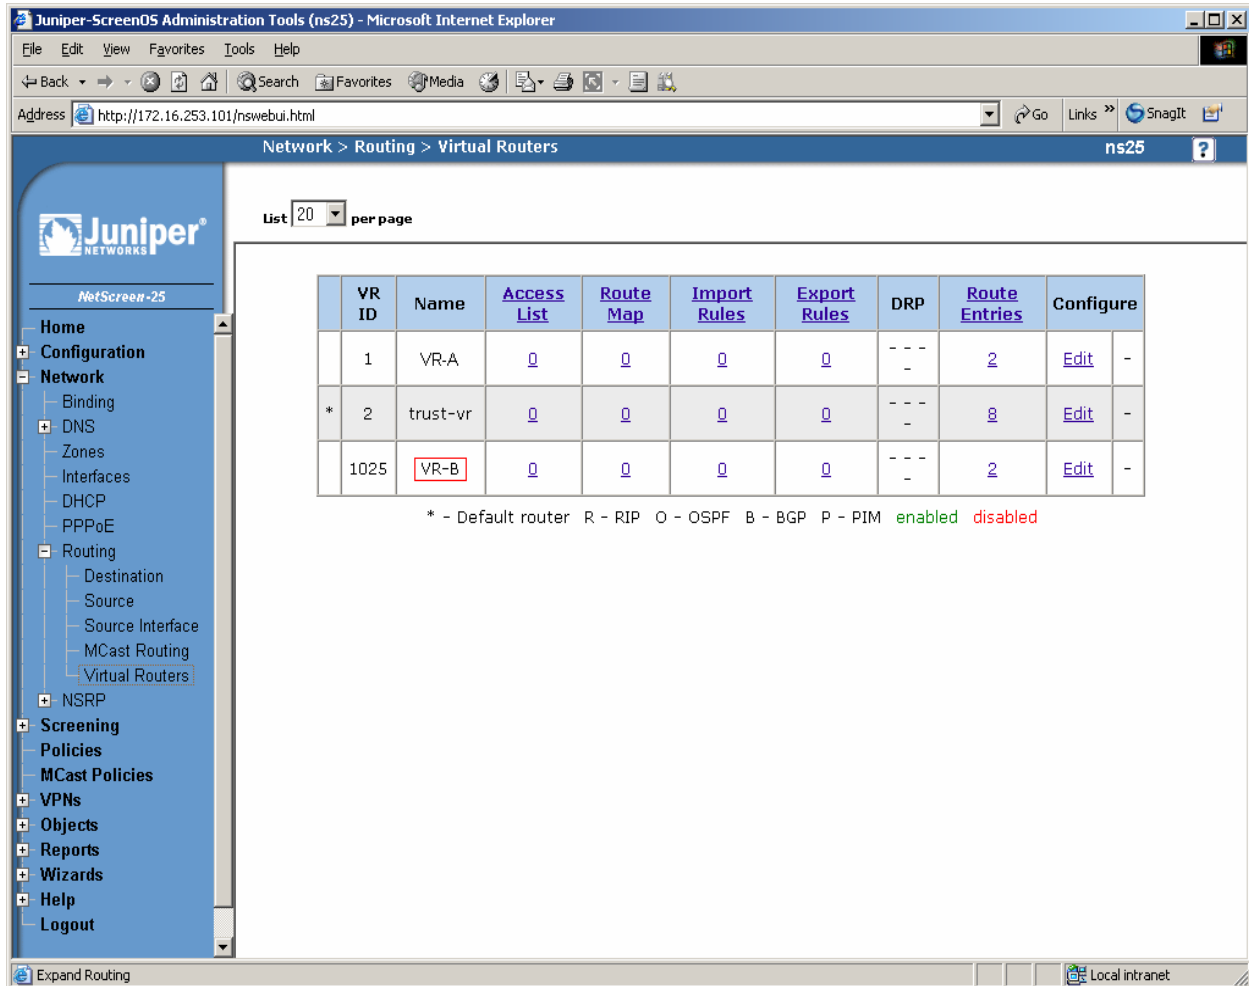 Juniper-ScreenOS Administration Tools (ns25) - Microsoft Internet Explorer
File Edit View Favorites Tools Help
Back Search Favorites Media
Address http://172.16.253.101/nswebui.html Go Links » SnagIt
Network > Routing > Virtual Routers ns25 ?
Juniper®
NETWORKS
NetScreen-25
Home
Configuration
Network
Binding
DNS
Zones
Interfaces
DHCP
PPPoE
Routing
Destination
Source
Source Interface
MCast Routing
Virtual Routers
NSRP
Screening
Policies
MCast Policies
VPNs
Objects
Reports
Wizards
Help
Logout
List 20 per page
VR ID Name Access List Route Map Import Rules Export Rules DRP Route Entries Configure
1 VR-A 0 0 0 0 - - - - 2 Edit -
* 2 trust-vr 0 0 0 0 - - - - 8 Edit -
1025 VR-B 0 0 0 0 - - - - 2 Edit -
* - Default router R - RIP O - OSPF B - BGP P - PIM enabled disabled
Expand Routing Local intranet